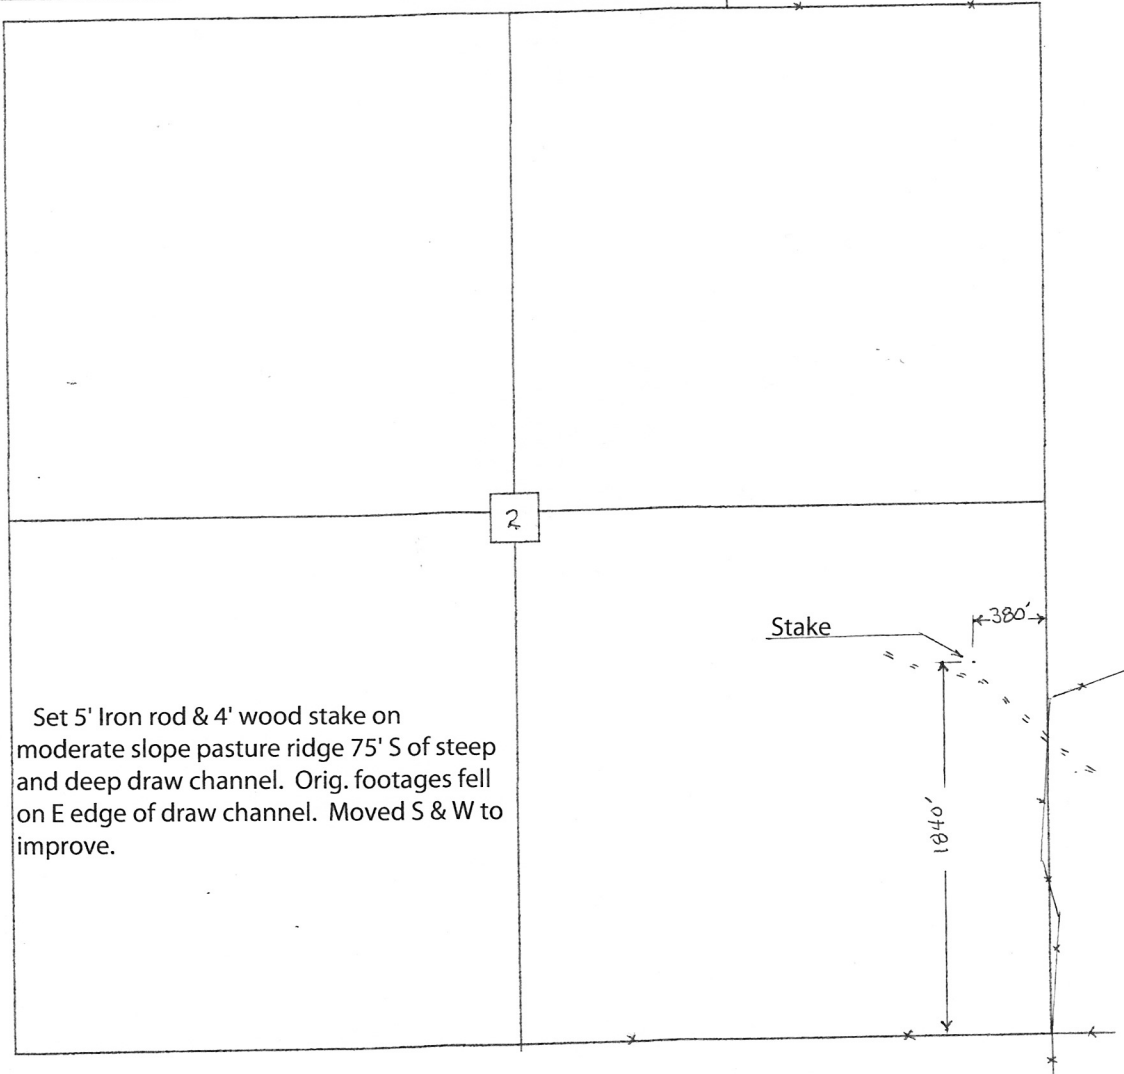 2
380'
Stake
Set 5' Iron rod & 4' wood stake on
moderate slope pasture ridge 75' S of steep
and deep draw channel. Orig. footages fell
on E edge of draw channel. Moved S & W to
improve.
1840'